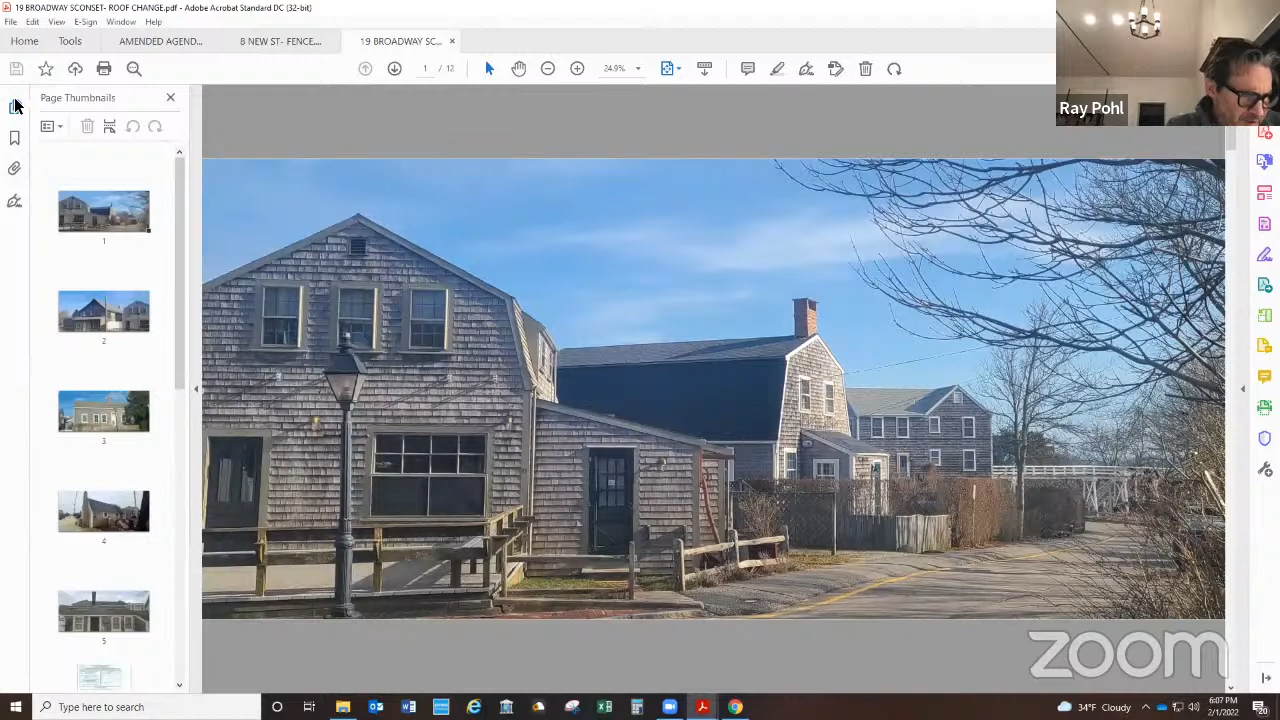 19 BROADWAY SCONSET- ROOF CHANGE.pdf - Adobe Acrobat Standard DC (32-bit)
File Edit View E-Sign Window Help
Home Tools AMENDED AGEND... 8 NEW ST- FENCE.... 19 BROADWAY SC...
1 / 12 24.9%
Page Thumbnails
1
2
3
4
5
Ray Pohl
zoom
Type here to search
34°F Cloudy
6:07 PM
2/1/2022
20